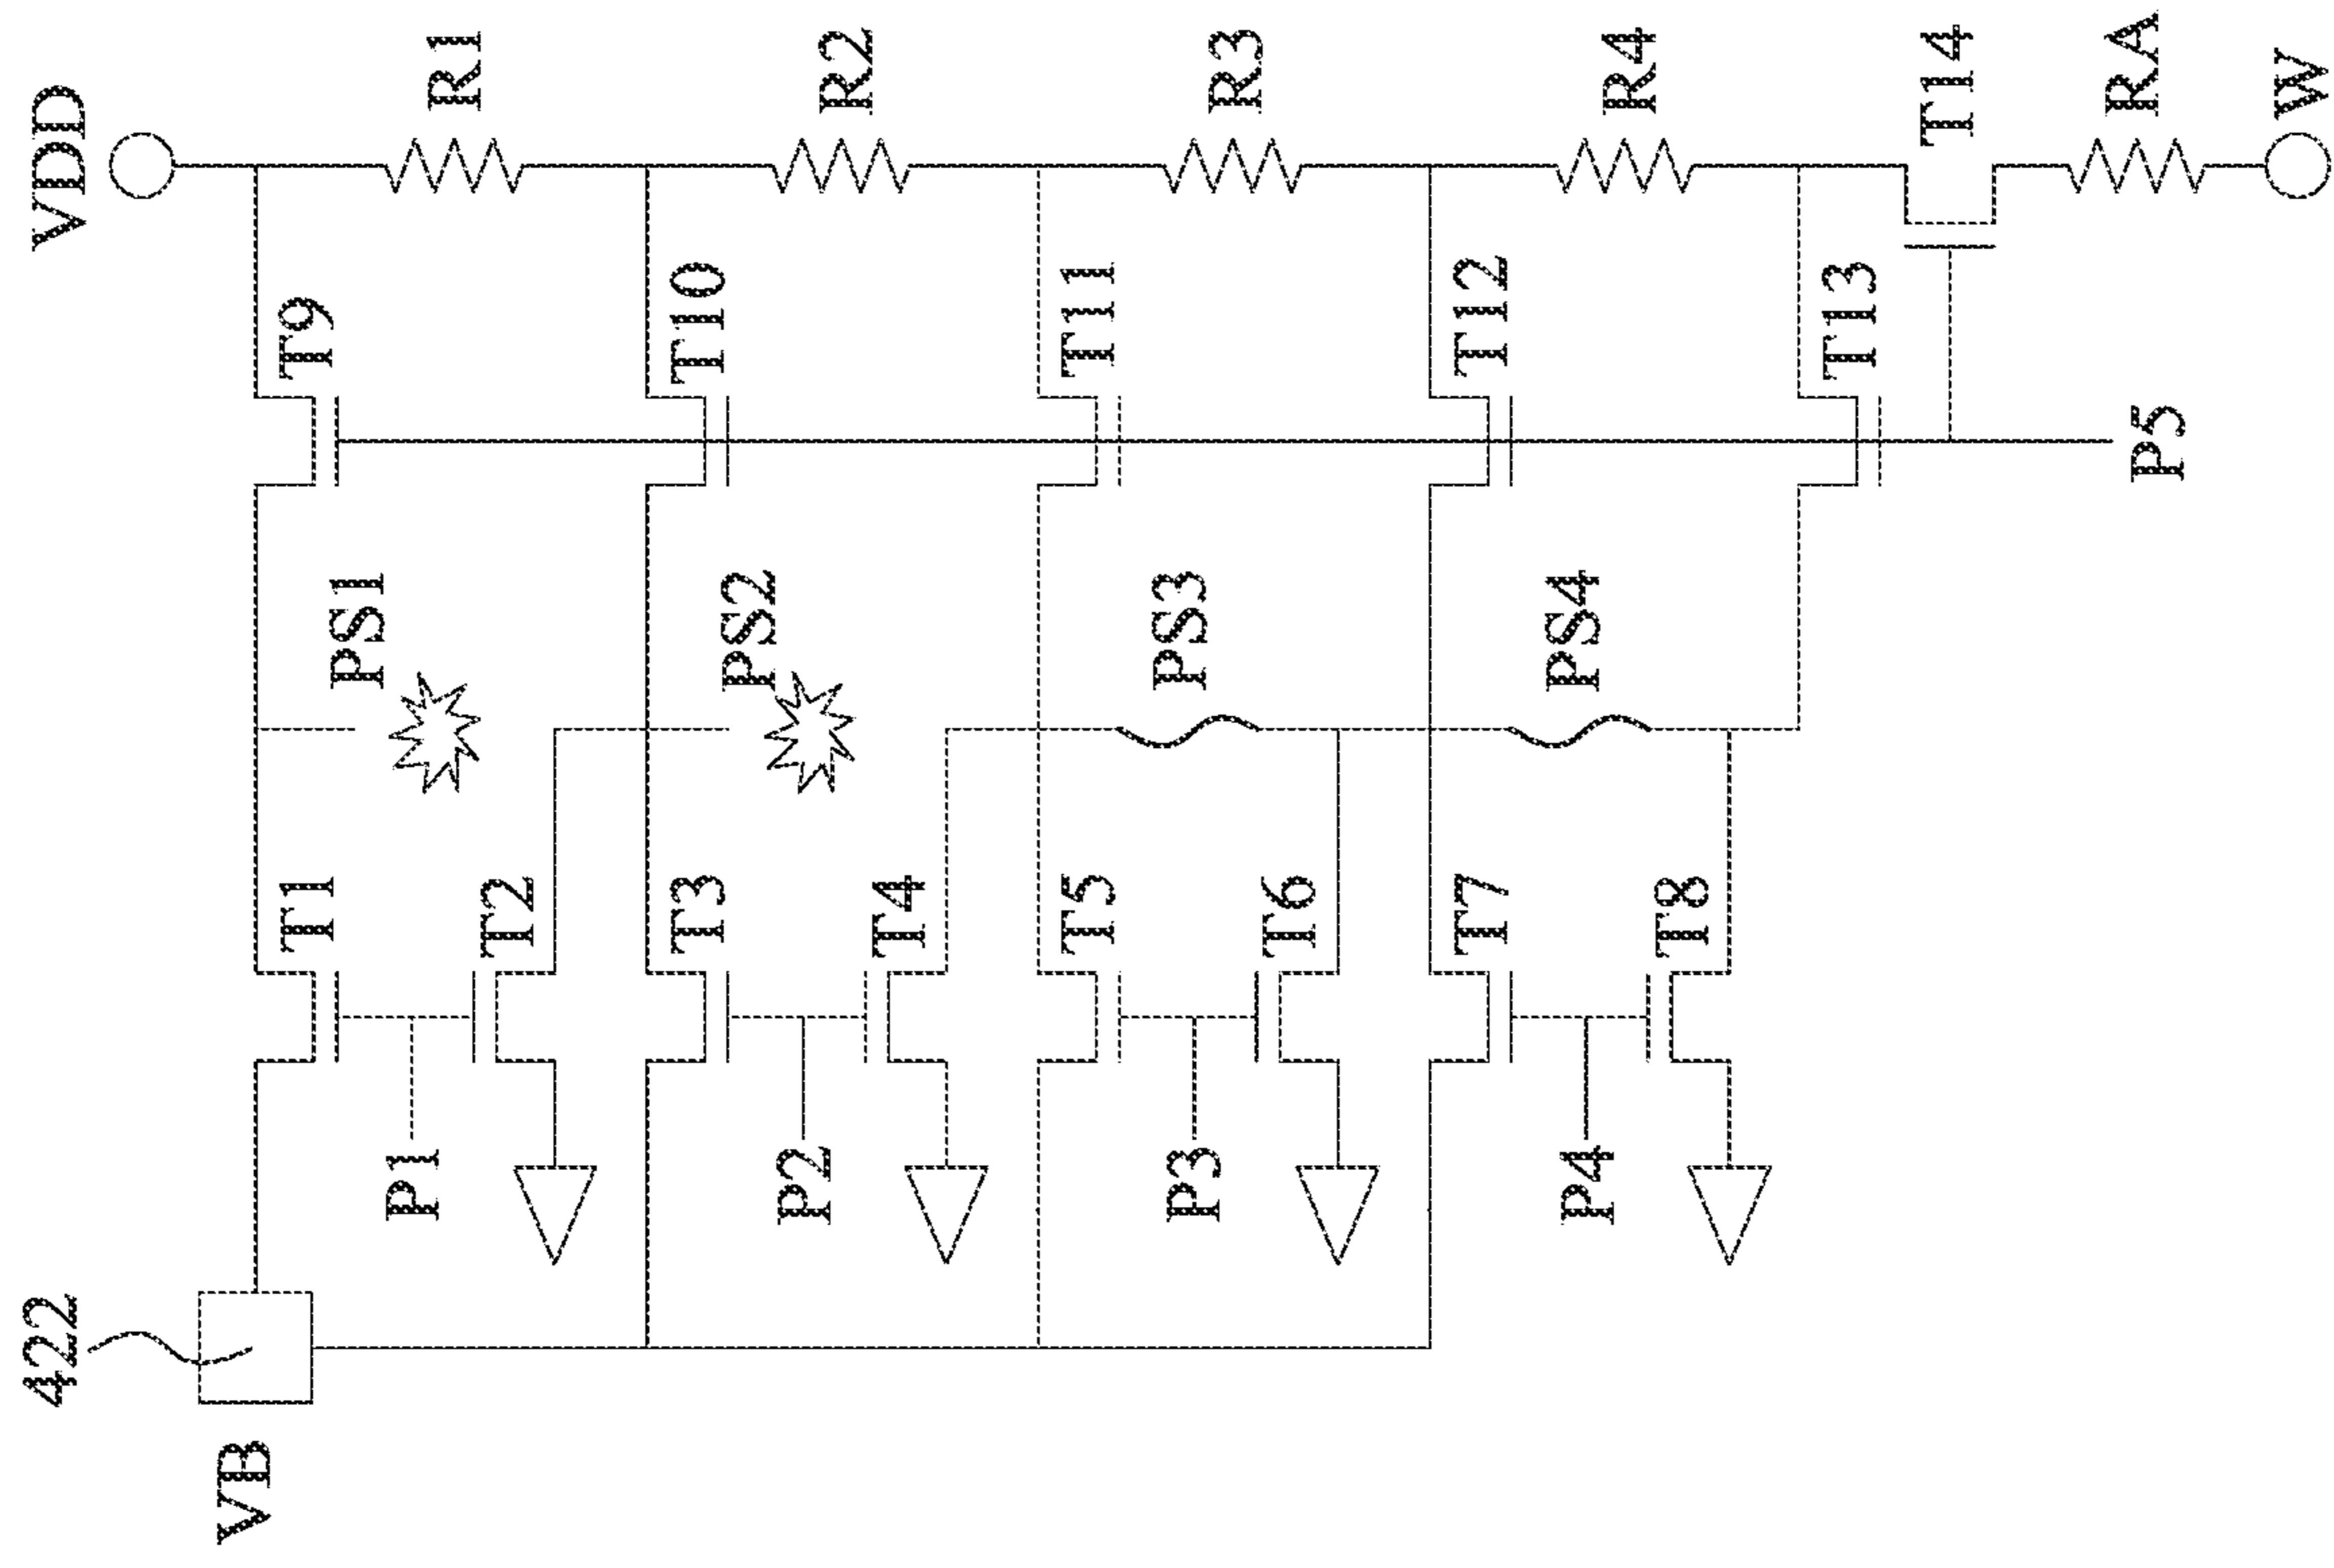 422
VB
P1
P2
P3
P4
T1
T2
T3
T4
T5
T6
T7
T8
PS1
PS2
PS3
PS4
T9
T10
T11
T12
T13
P5
VDD
R1
R2
R3
R4
T14
RA
W